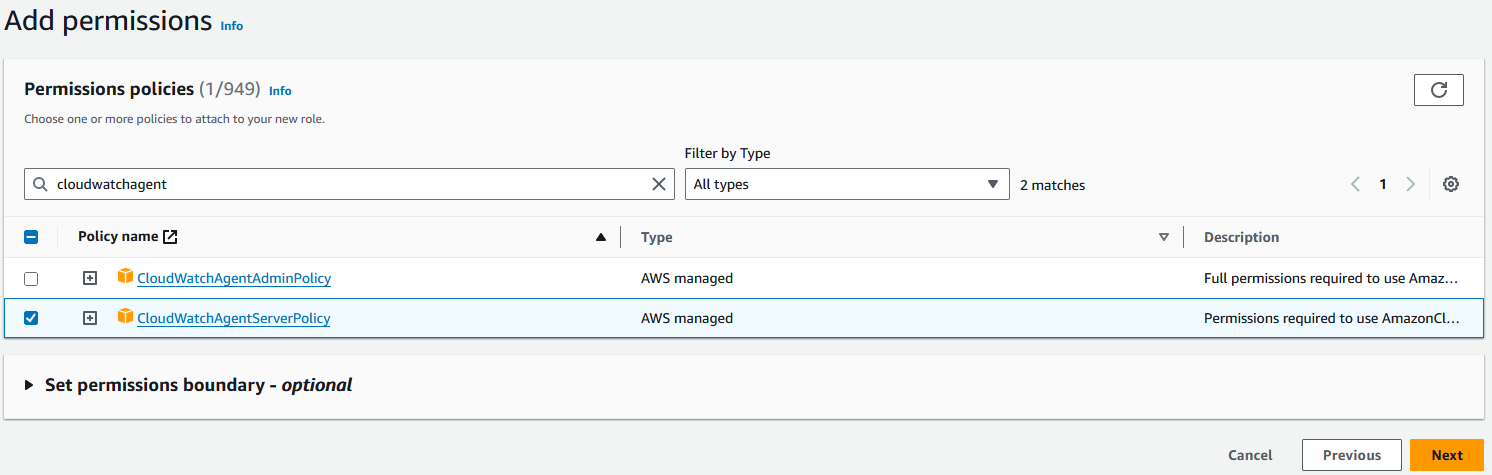 Add permissions Info
Permissions policies (1/949) Info
Choose one or more policies to attach to your new role.
Filter by Type
cloudwatchagent All types 2 matches 1
Policy name Type Description
CloudWatchAgentAdminPolicy AWS managed Full permissions required to use Amaz...
CloudWatchAgentServerPolicy AWS managed Permissions required to use AmazonCl...
Set permissions boundary - optional
Cancel Previous Next